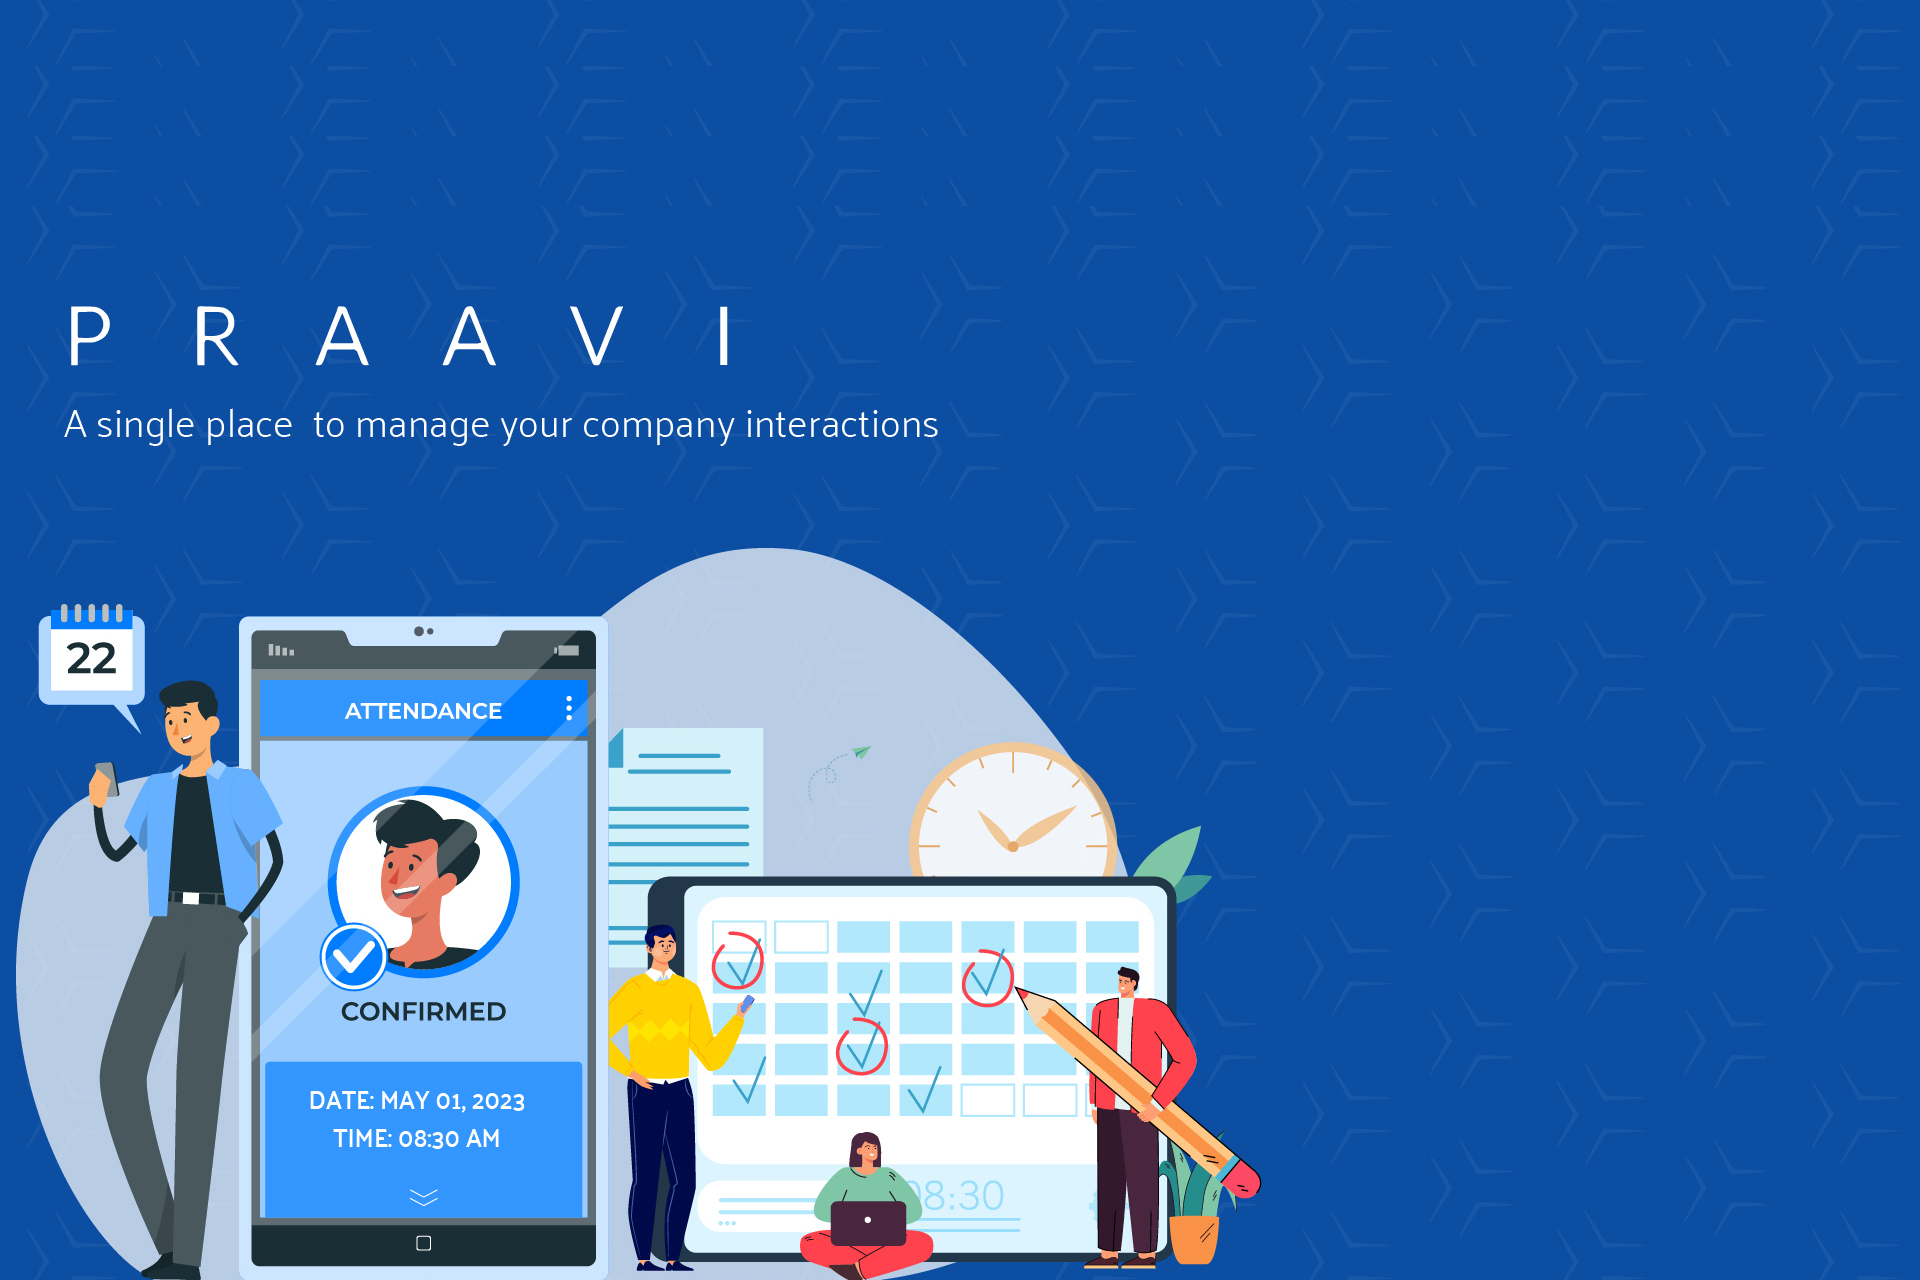 P R A A V I
A single place to manage your company interactions
22
ATTENDANCE
CONFIRMED
DATE: MAY 01, 2023
TIME: 08:30 AM
08:30